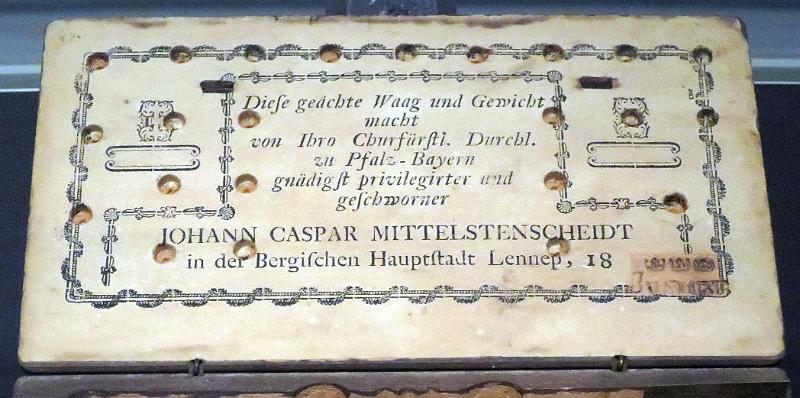 Dieſe geächte Waag und Gewicht
macht
von Ihro Churfürſtl. Durchl.
zu Pfalz-Bayern
gnädigſt privilegirter und
geſchworner
JOHANN CASPAR MITTELSTENSCHEIDT
in der Bergiſchen Hauptſtadt Lennep, 18